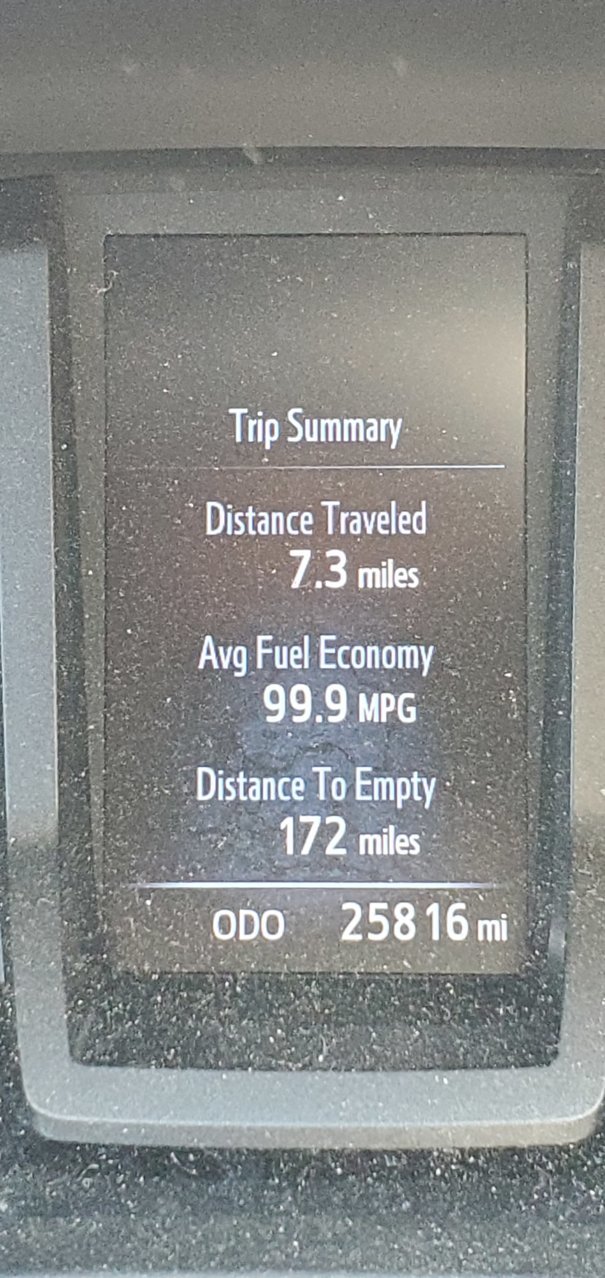 Trip Summary
Distance Traveled
7.3 miles
Avg Fuel Economy
99.9 MPG
Distance To Empty
172 miles
ODO 25816 mi